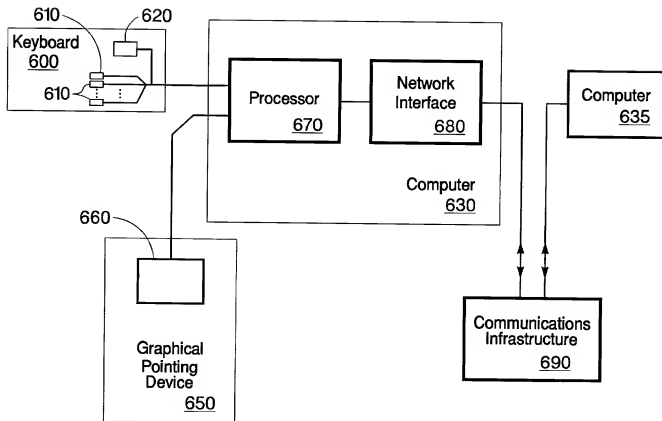 610
620
Keyboard
600
610
Processor
670
Network
Interface
680
Computer
630
Computer
635
660
Graphical
Pointing
Device
650
Communications
Infrastructure
690